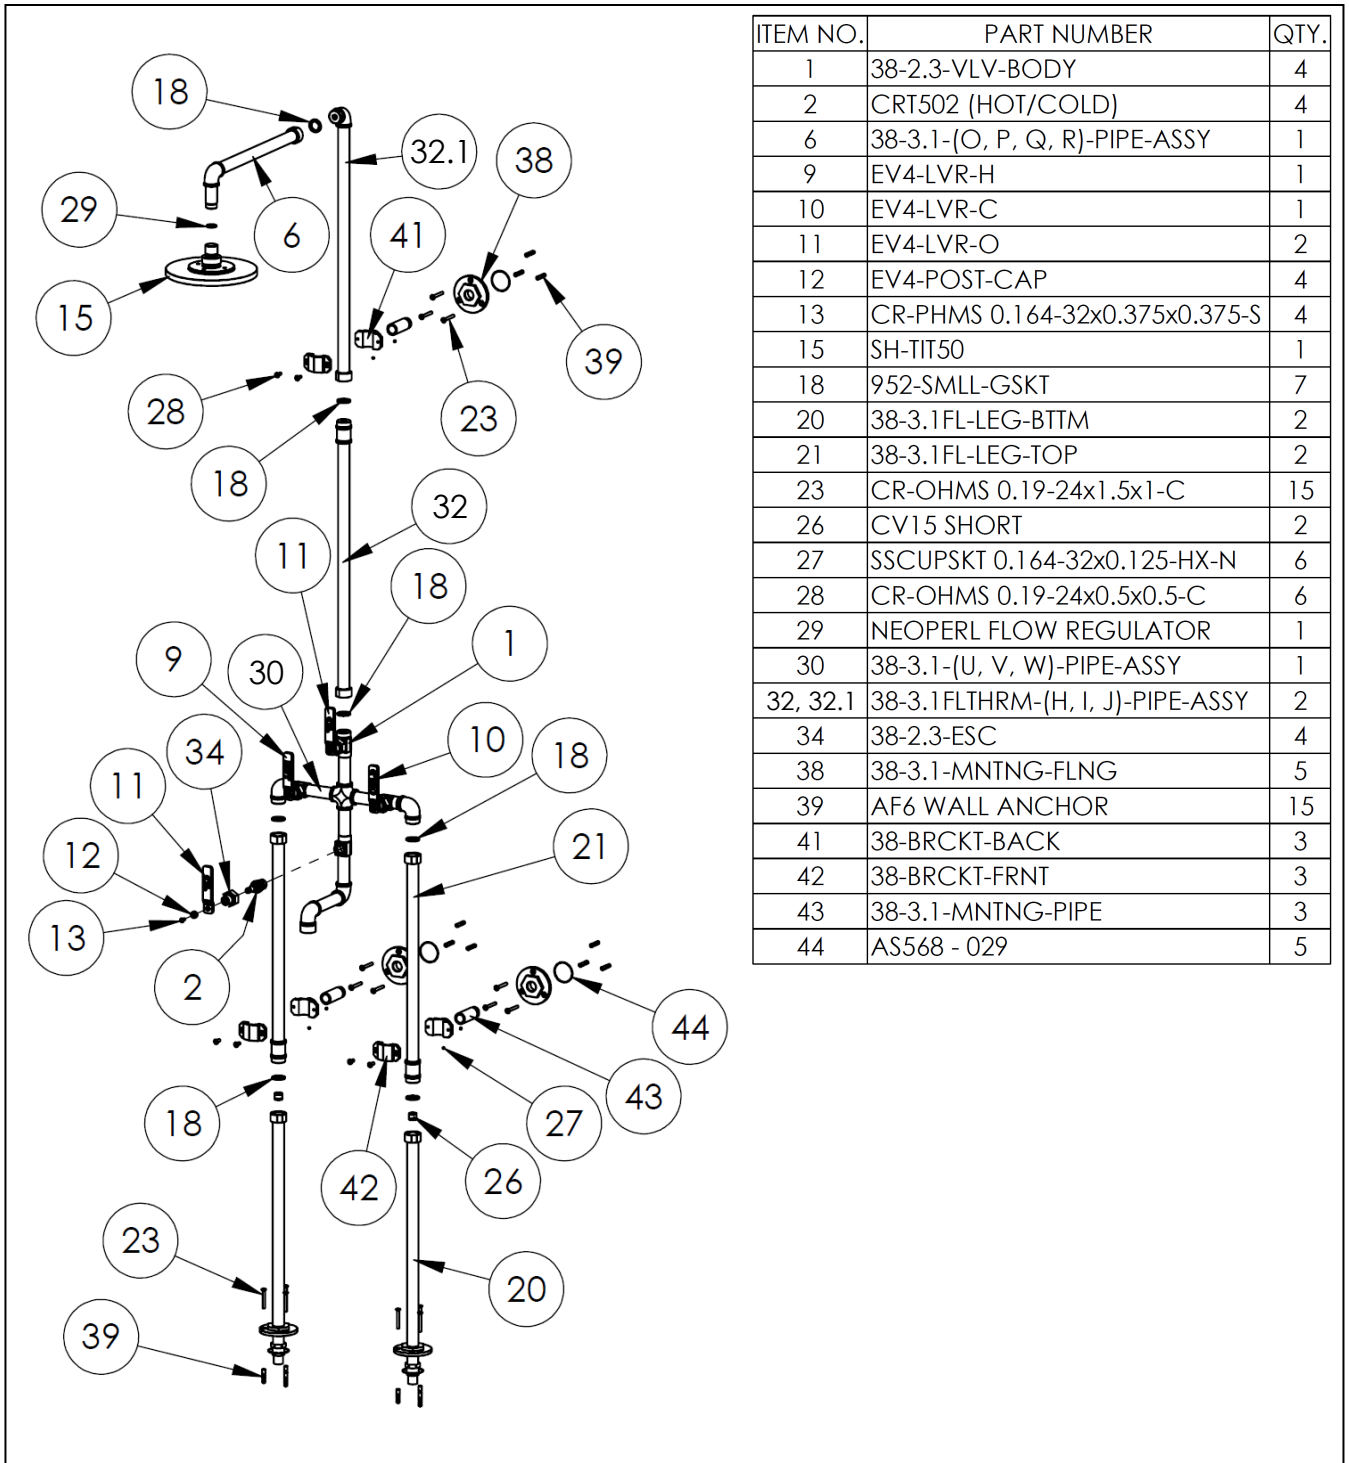 18
32.1
38
29
6
41
15
39
28
23
18
32
11
18
1
9
30
10
34
18
11
12
21
13
2
44
43
18
27
42
26
23
20
39
ITEM NO. PART NUMBER QTY.
1 38-2.3-VLV-BODY 4
2 CRT502 (HOT/COLD) 4
6 38-3.1-(O, P, Q, R)-PIPE-ASSY 1
9 EV4-LVR-H 1
10 EV4-LVR-C 1
11 EV4-LVR-O 2
12 EV4-POST-CAP 4
13 CR-PHMS 0.164-32x0.375x0.375-S 4
15 SH-TIT50 1
18 952-SMLL-GSKT 7
20 38-3.1FL-LEG-BTTM 2
21 38-3.1FL-LEG-TOP 2
23 CR-OHMS 0.19-24x1.5x1-C 15
26 CV15 SHORT 2
27 SSCUPSKT 0.164-32x0.125-HX-N 6
28 CR-OHMS 0.19-24x0.5x0.5-C 6
29 NEOPERL FLOW REGULATOR 1
30 38-3.1-(U, V, W)-PIPE-ASSY 1
32, 32.1 38-3.1FLTHRM-(H, I, J)-PIPE-ASSY 2
34 38-2.3-ESC 4
38 38-3.1-MNTNG-FLNG 5
39 AF6 WALL ANCHOR 15
41 38-BRCKT-BACK 3
42 38-BRCKT-FRNT 3
43 38-3.1-MNTNG-PIPE 3
44 AS568 - 029 5